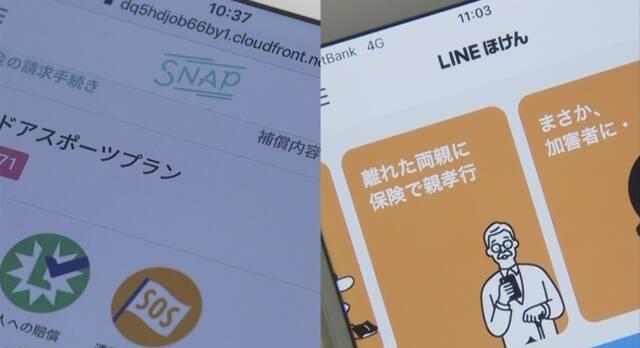 10:37
dq5hdjob66by1.cloudfront.ne
金の請求手続き
SNAP
補償内容
ドアスポーツプラン
71
人への賠償
SOS
11:03
tBank 4G
LINE ほけん
離れた両親に
保険で親孝行
まさか、
加害者に・